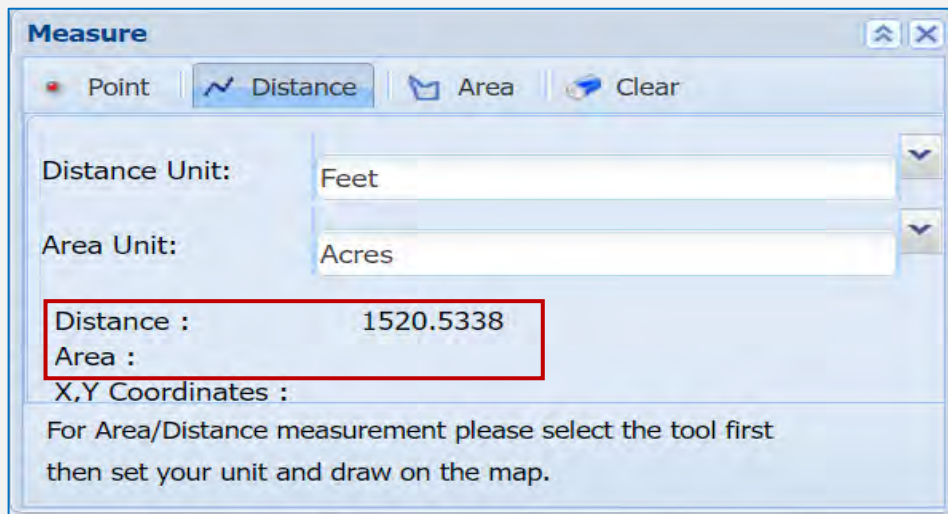 Measure
Point Distance Area Clear
Distance Unit: Feet
Area Unit: Acres
Distance : 1520.5338
Area :
X,Y Coordinates :
For Area/Distance measurement please select the tool first
then set your unit and draw on the map.